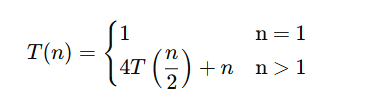 T(n) = { 1    n = 1
4T (n/2) + n    n > 1